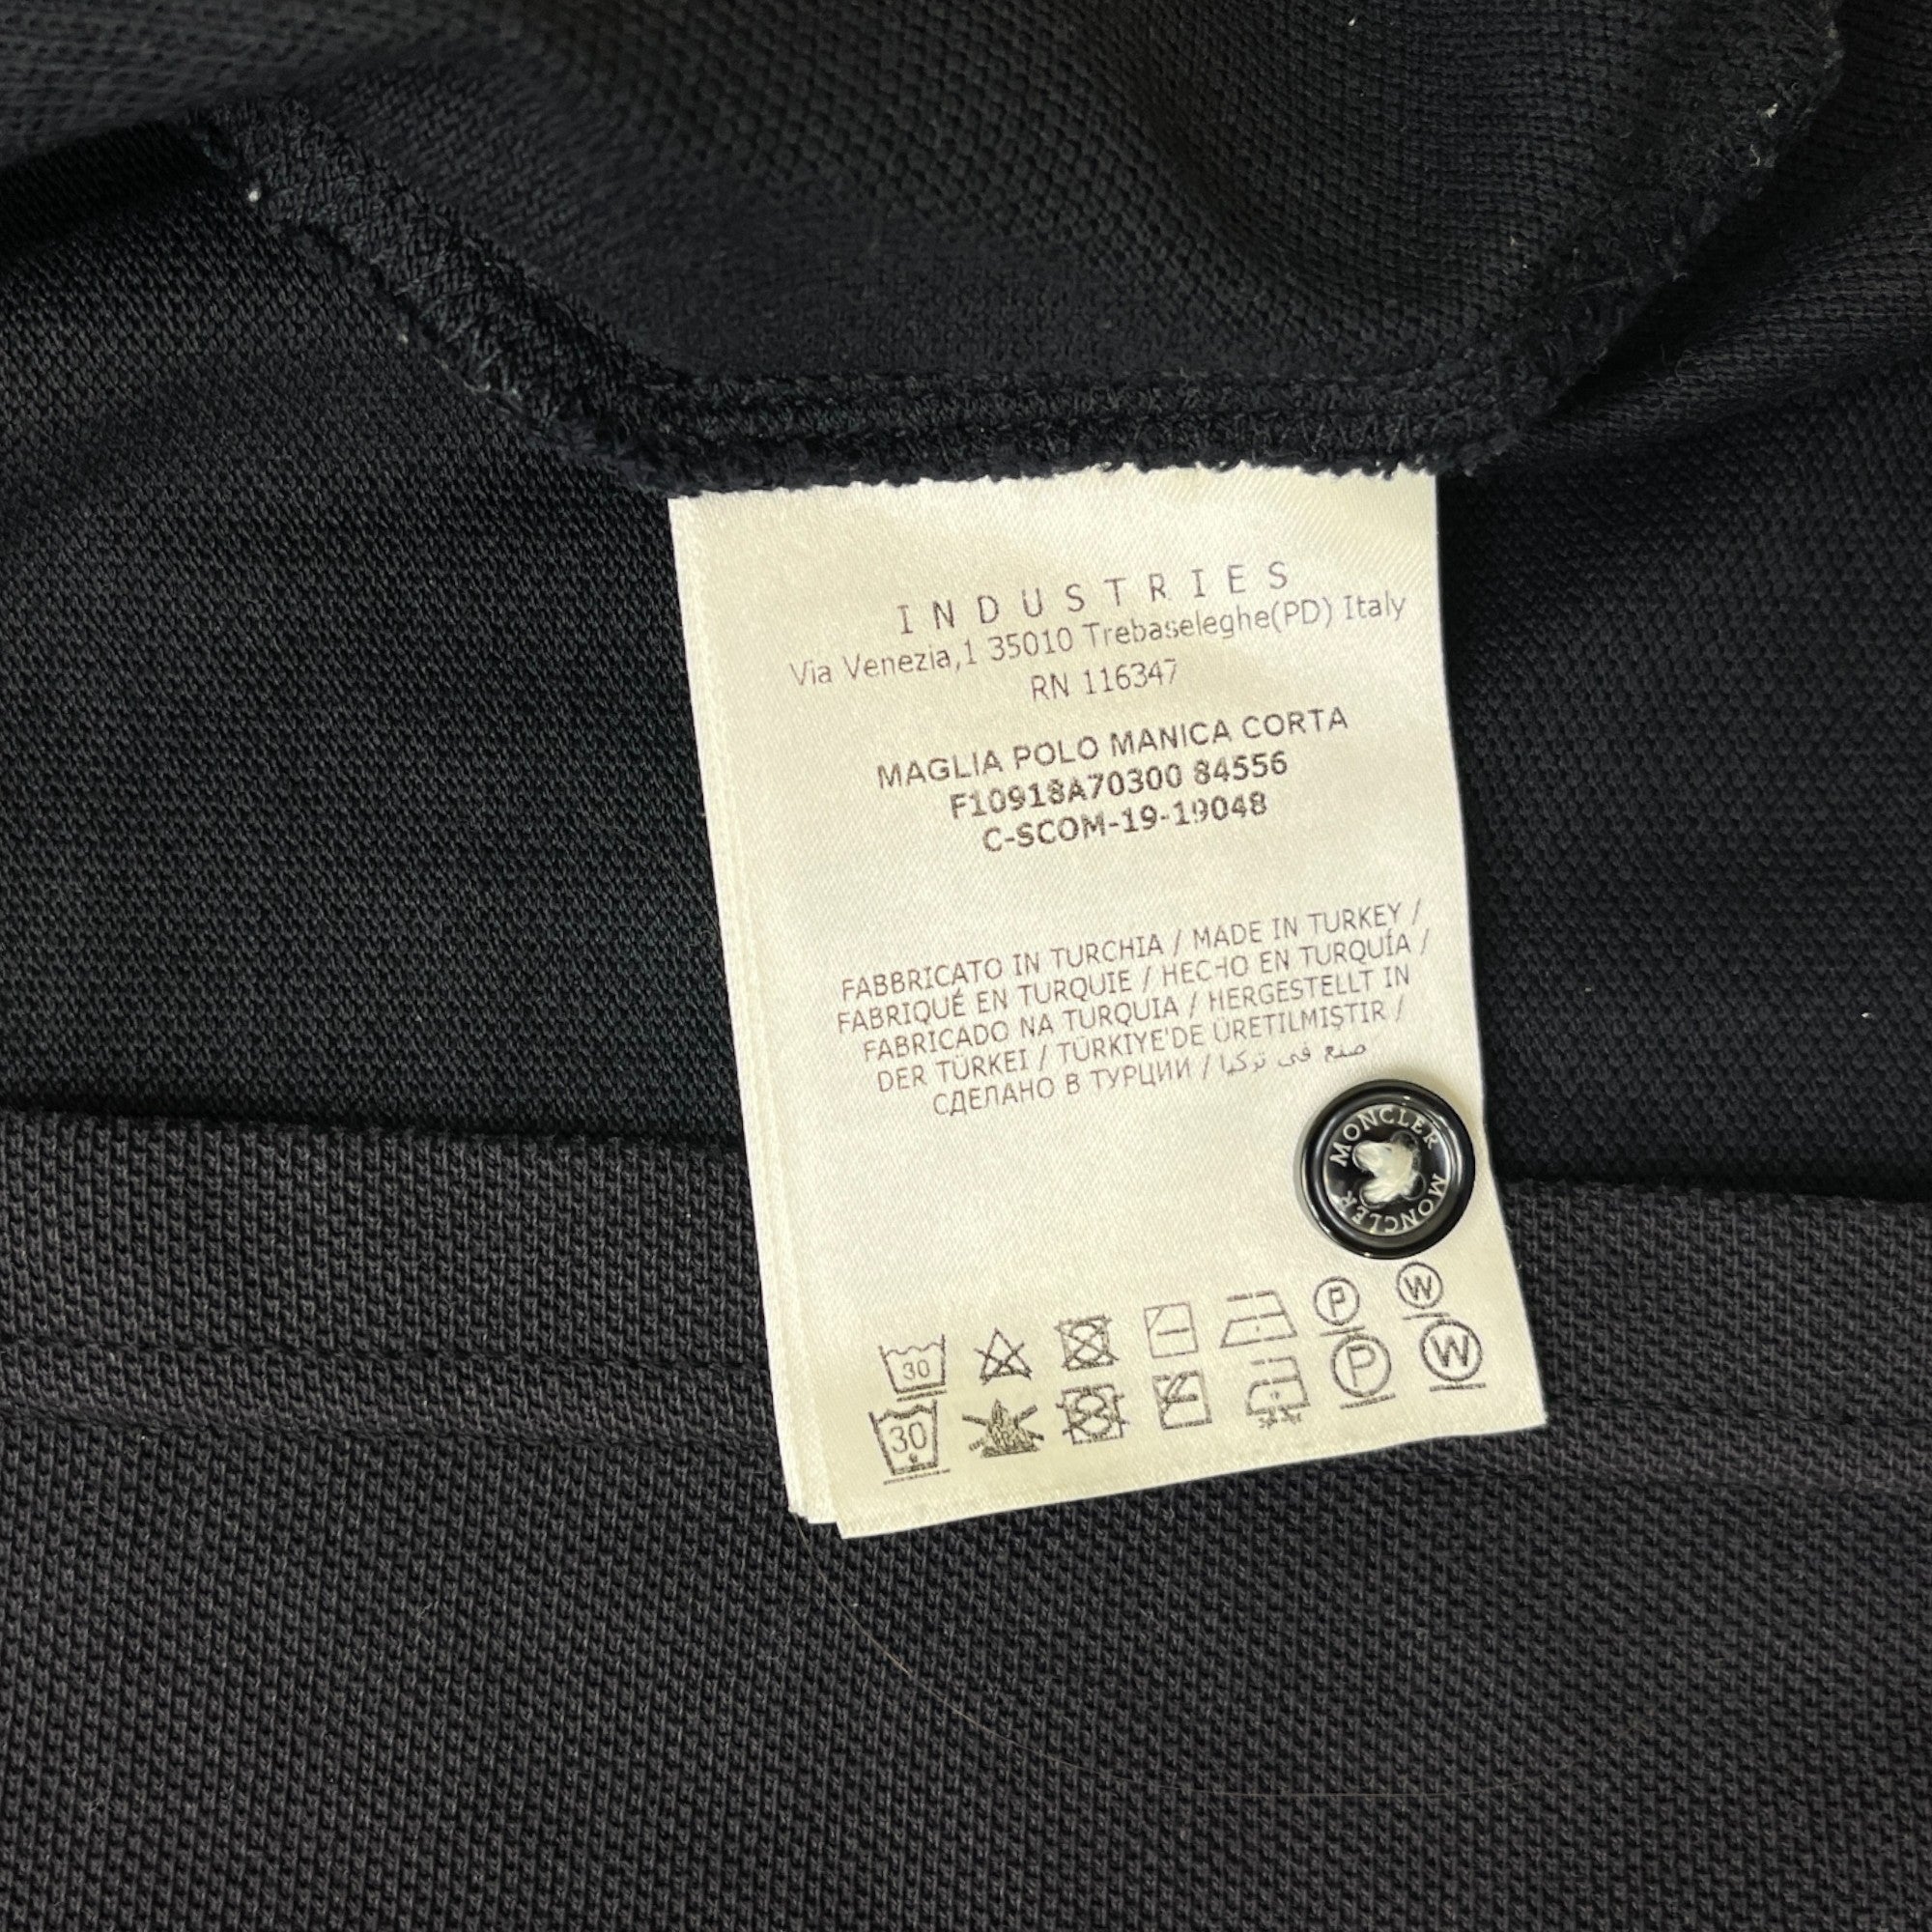 INDUSTRIES
Via Venezia,1 35010 Trebaseleghe(PD) Italy
RN 116347
MAGLIA POLO MANICA CORTA
F10918A70300 84556
C-SCOM-19-19048
FABBRICATO IN TURCHIA / MADE IN TURKEY /
FABRIQUÉ EN TURQUIE / HECHO EN TURQUÍA /
FABRICADO NA TURQUIA / HERGESTELLT IN
DER TÜRKEI / TÜRKIYE'DE ÜRETILMIŞTIR /
СДЕЛАНО В ТУРЦИИ / صنع في تركيا
MONCLER MONCLER
30 P W
30 P W